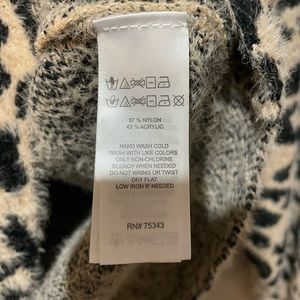 57 % NYLON
43 % ACRYLIC
HAND WASH COLD
WASH WITH LIKE COLORS
ONLY NON-CHLORINE
BLEACH WHEN NEEDED
DO NOT WRING OR TWIST
DRY FLAT
LOW IRON IF NEEDED
RN# 75343